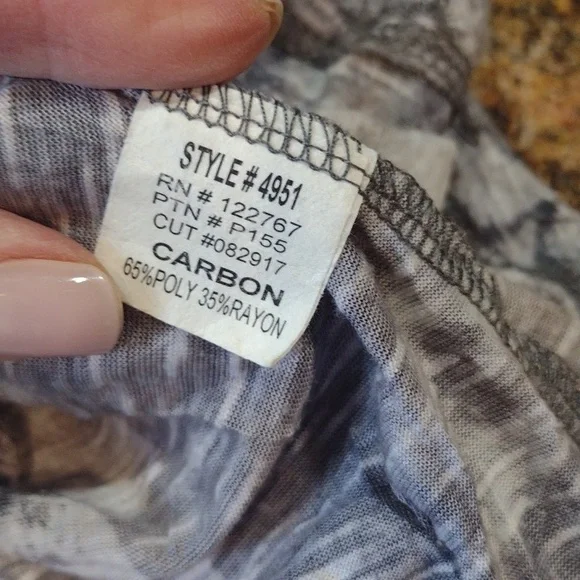 STYLE# 4951
RN # 122767
PTN # P155
CUT #082917
CARBON
65%POLY 35%RAYON